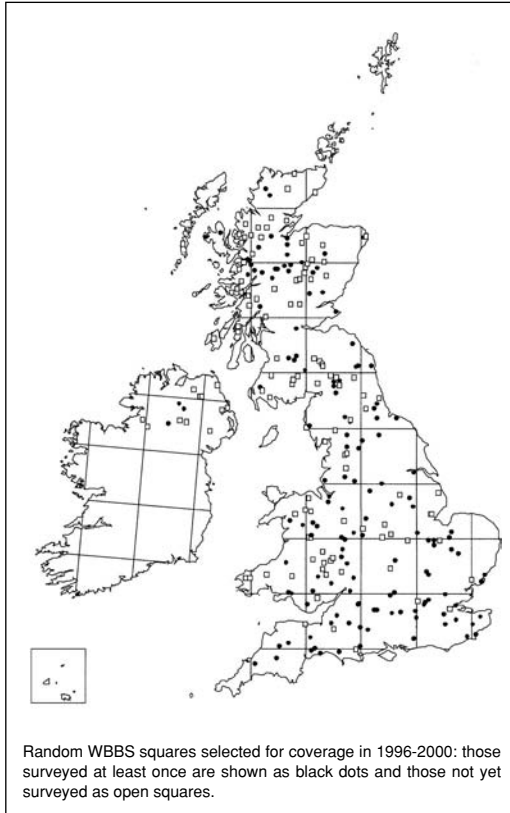 Random WBBS squares selected for coverage in 1996-2000: those
surveyed at least once are shown as black dots and those not yet
surveyed as open squares.